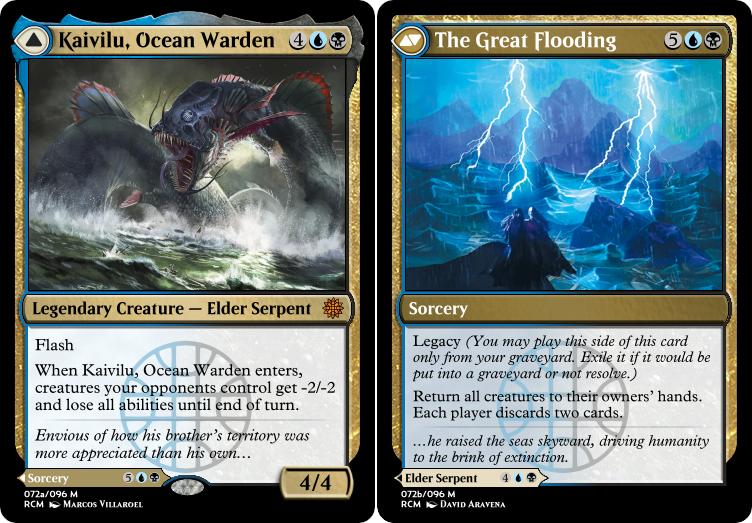 Kaivilu, Ocean Warden 4
Legendary Creature — Elder Serpent
Flash
When Kaivilu, Ocean Warden enters,
creatures your opponents control get -2/-2
and lose all abilities until end of turn.
Envious of how his brother's territory was
more appreciated than his own…
Sorcery 5
4/4
072a/096 M
RCM Marcos Villaroel
The Great Flooding 5
Sorcery
Legacy (You may play this side of this card
only from your graveyard. Exile it if it would be
put into a graveyard or not resolve.)
Return all creatures to their owners' hands.
Each player discards two cards.
…he raised the seas skyward, driving humanity
to the brink of extinction.
Elder Serpent 4
072b/096 M
RCM David Aravena